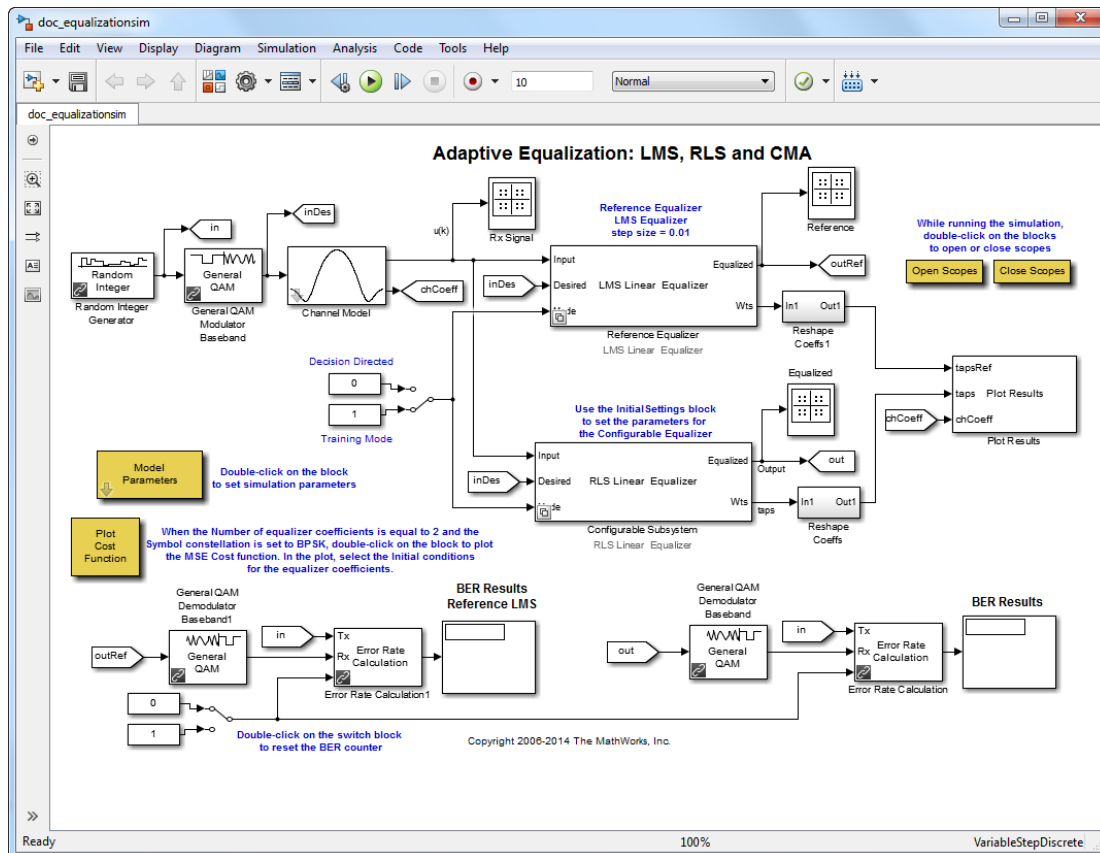 doc_equalizationsim
File Edit View Display Diagram Simulation Analysis Code Tools Help
10
Normal
doc_equalizationsim
Adaptive Equalization: LMS, RLS and CMA
in
inDes
u(k)
Rx Signal
Reference Equalizer
LMS Equalizer
step size = 0.01
Reference
While running the simulation,
double-click on the blocks
to open or close scopes
Open Scopes
Close Scopes
Random
Integer
Random Integer
Generator
General
QAM
General QAM
Modulator
Baseband
Channel Model
chCoeff
inDes
Input
Desired
LMS Linear Equalizer
Equalized
Wts
outRef
Reference Equalizer
LMS Linear Equalizer
In1 Out1
Reshape
Coeffs1
Decision Directed
0
1
Training Mode
Equalized
tapsRef
taps
chCoeff
Plot Results
chCoeff
Plot Results
Use the Initial Settings block
to set the parameters for
the Configurable Equalizer
inDes
Input
Desired
RLS Linear Equalizer
Equalized
Wts
Output
taps
out
Configurable Subsystem
RLS Linear Equalizer
In1 Out1
Reshape
Coeffs
Model
Parameters
Double-click on the block
to set simulation parameters
Plot
Cost
Function
When the Number of equalizer coefficients is equal to 2 and the
Symbol constellation is set to BPSK, double-click on the block to plot
the MSE Cost function. In the plot, select the Initial conditions
for the equalizer coefficients.
General QAM
Demodulator
Baseband1
outRef
General
QAM
in
Tx
Rx
Error Rate
Calculation
Error Rate Calculation1
BER Results
Reference LMS
0
1
Double-click on the switch block
to reset the BER counter
General QAM
Demodulator
Baseband
out
General
QAM
in
Tx
Rx
Error Rate
Calculation
Error Rate Calculation
BER Results
Copyright 2006-2014 The MathWorks, Inc.
Ready
100%
VariableStepDiscrete